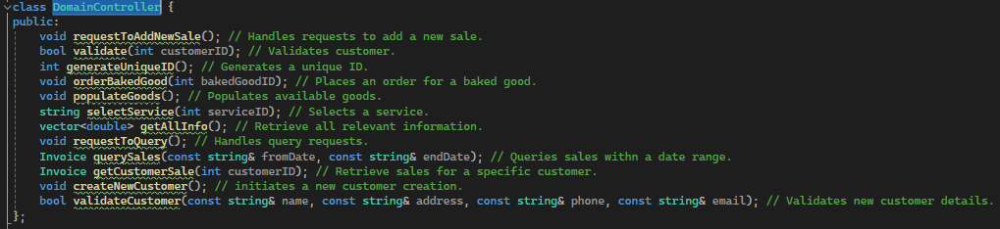 class DomainController {
public:
void requestToAddNewSale(); // Handles requests to add a new sale.
bool validate(int customerID); // Validates customer.
int generateUniqueID(); // Generates a unique ID.
void orderBakedGood(int bakedGoodID); // Places an order for a baked good.
void populateGoods(); // Populates available goods.
string selectService(int serviceID); // Selects a service.
vector<double> getAllInfo(); // Retrieve all relevant information.
void requestToQuery(); // Handles query requests.
Invoice querySales(const string& fromDate, const string& endDate); // Queries sales withn a date range.
Invoice getCustomerSale(int customerID); // Retrieve sales for a specific customer.
void createNewCustomer(); // initiates a new customer creation.
bool validateCustomer(const string& name, const string& address, const string& phone, const string& email); // Validates new customer details.
};